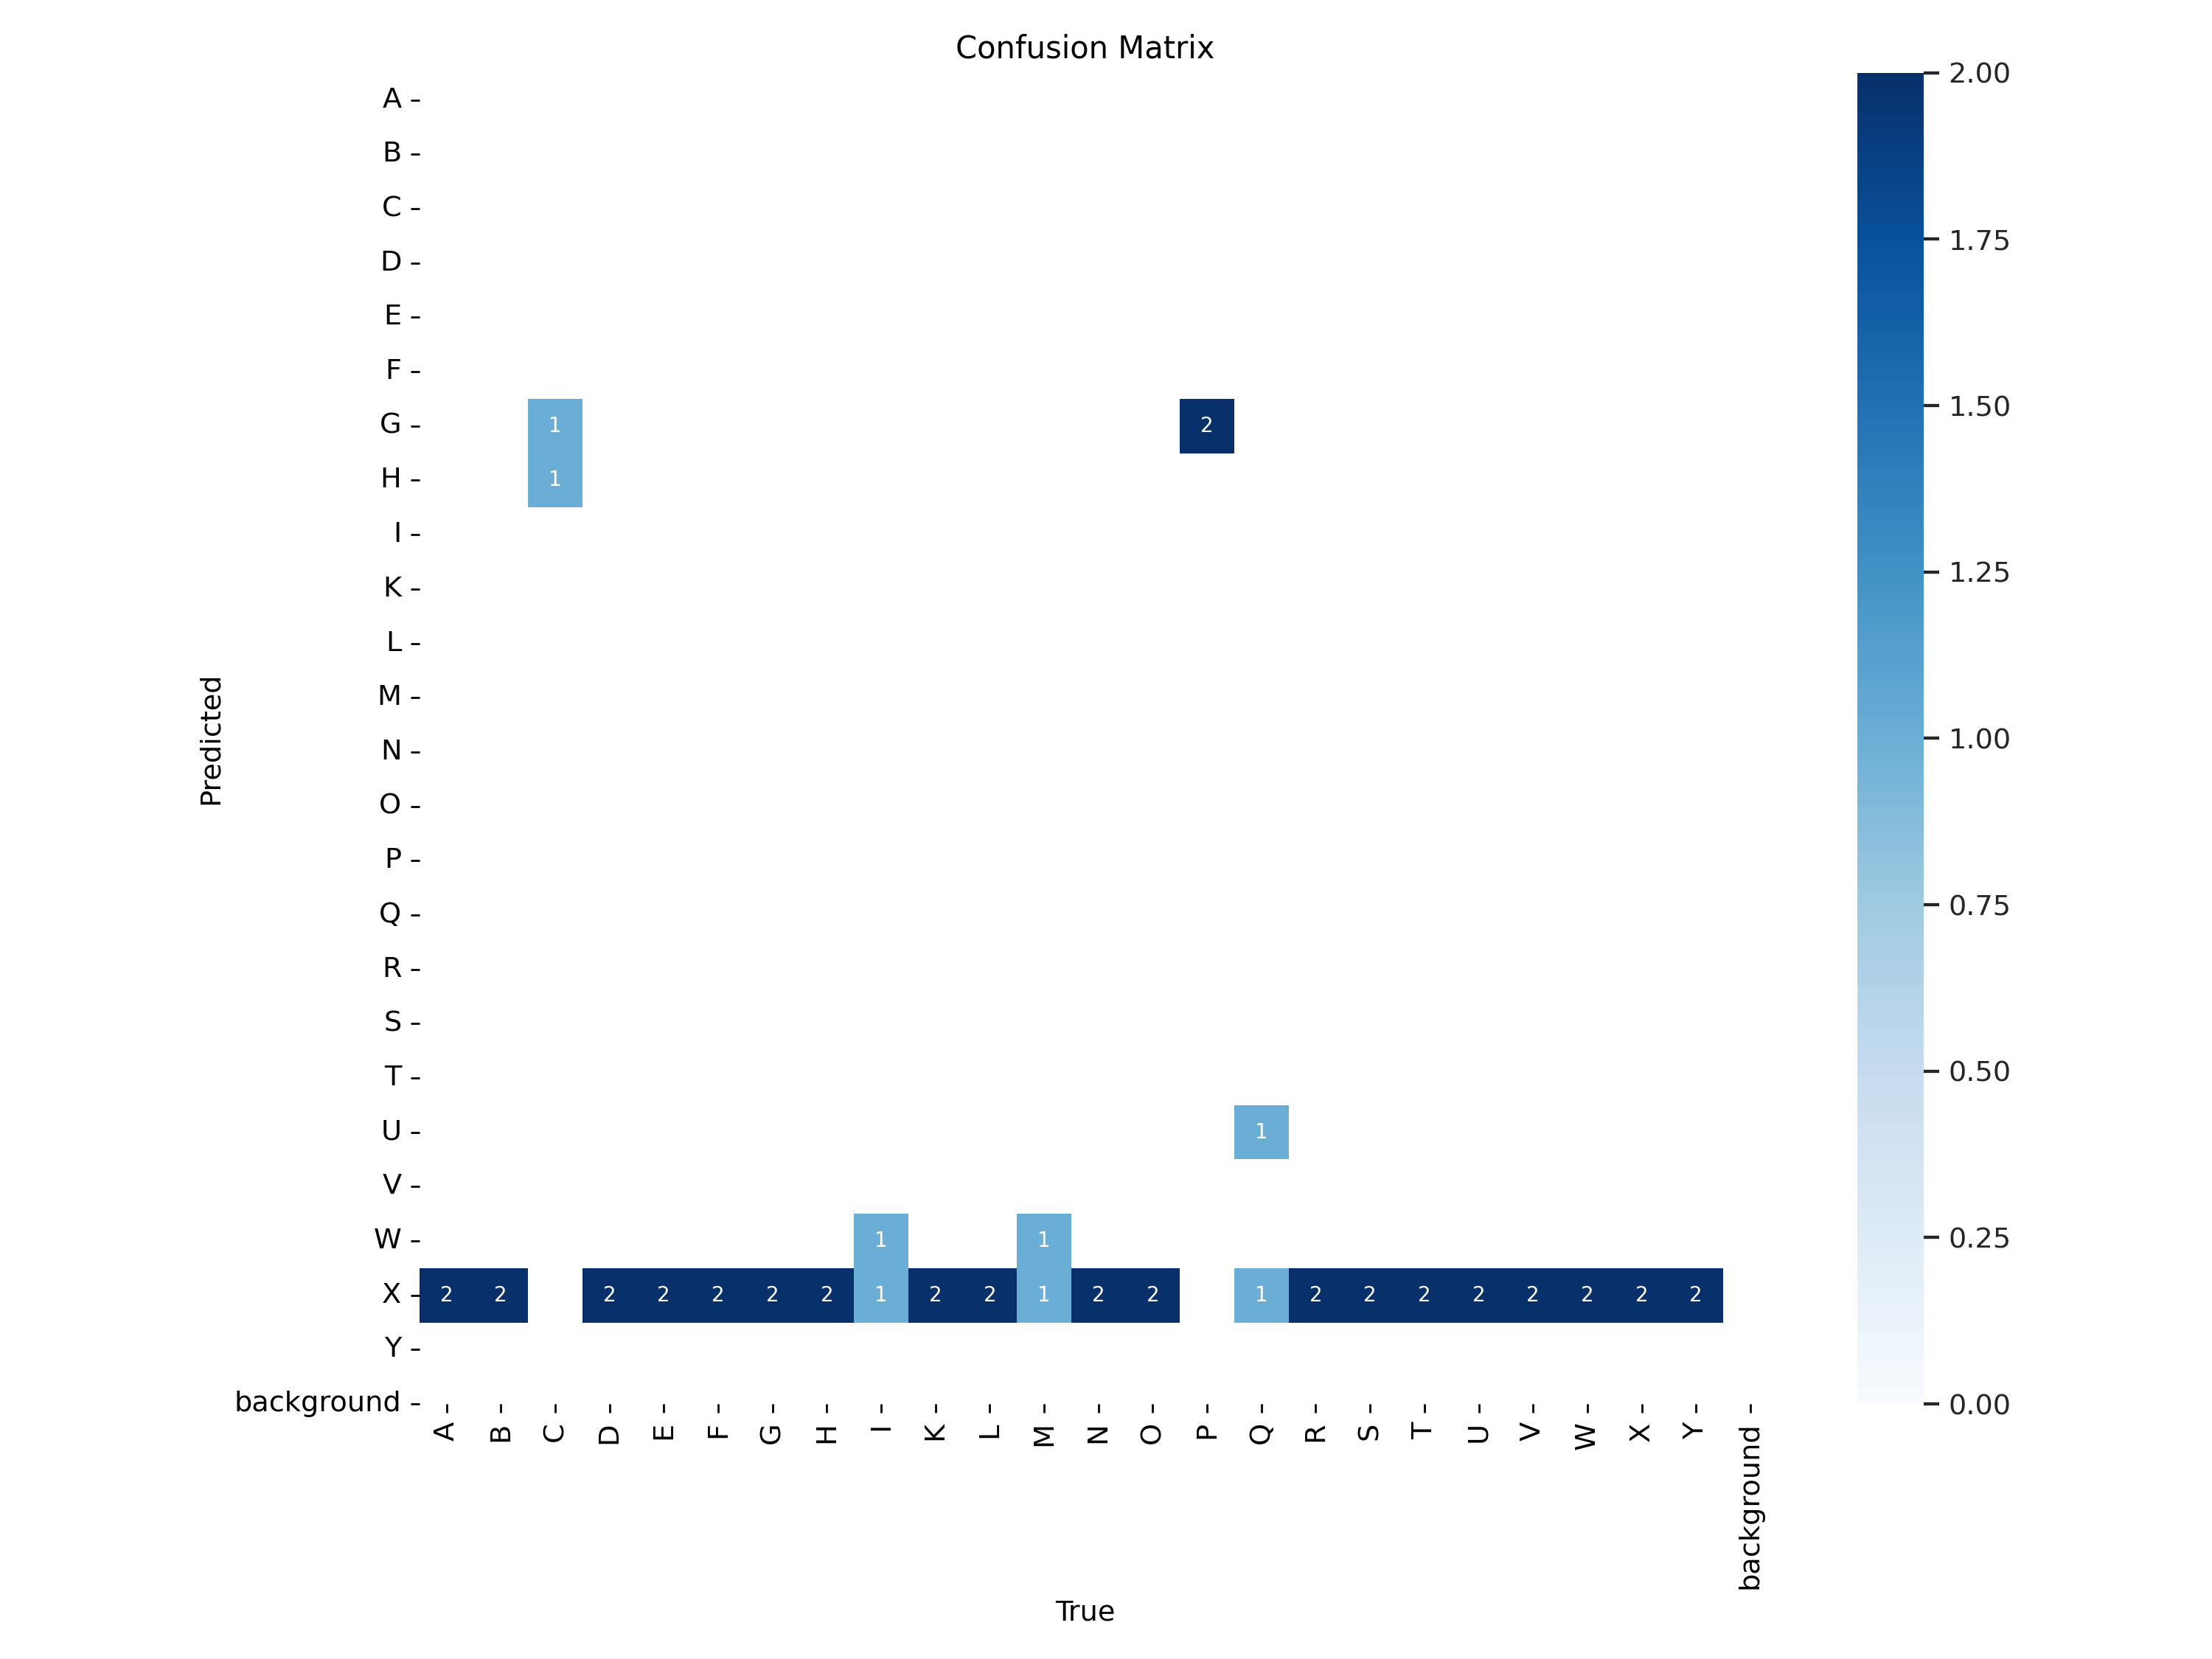 Confusion Matrix
A
B
C
D
E
F
G
H
I
K
L
M
N
O
P
Q
R
S
T
U
V
W
X
Y
background
Predicted
1 2
1
1
1 1
2 2 2 2 2 2 2 1 2 2 1 2 2 1 2 2 2 2 2 2 2 2
A B C D E F G H I K L M N O P Q R S T U V W X Y background
True
2.00
1.75
1.50
1.25
1.00
0.75
0.50
0.25
0.00